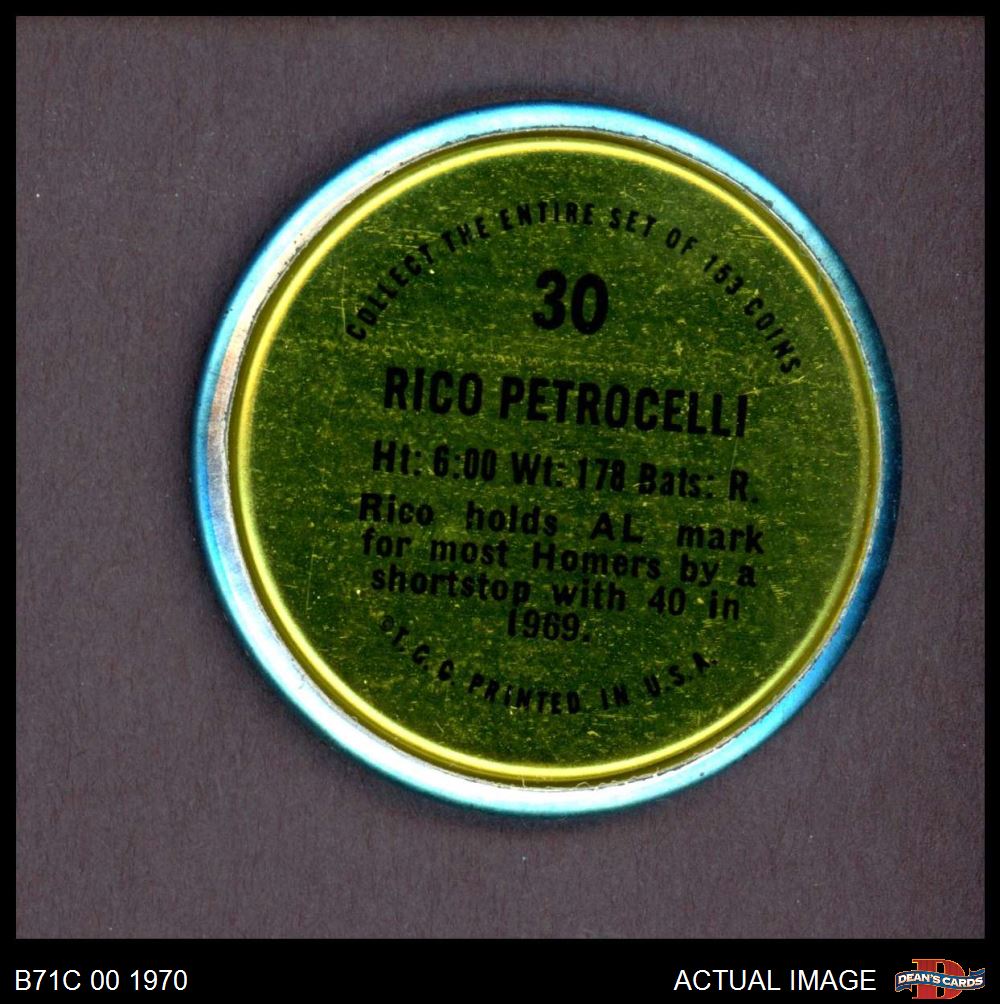 COLLECT THE ENTIRE SET OF 153 COINS
30
RICO PETROCELLI
Ht: 6:00 Wt: 178 Bats: R.
Rico holds AL mark
for most Homers by a
shortstop with 40 in
1969.
©T.C.G. PRINTED IN U.S.A.
B71C 00 1970
ACTUAL IMAGE
D
DEAN'S CARDS